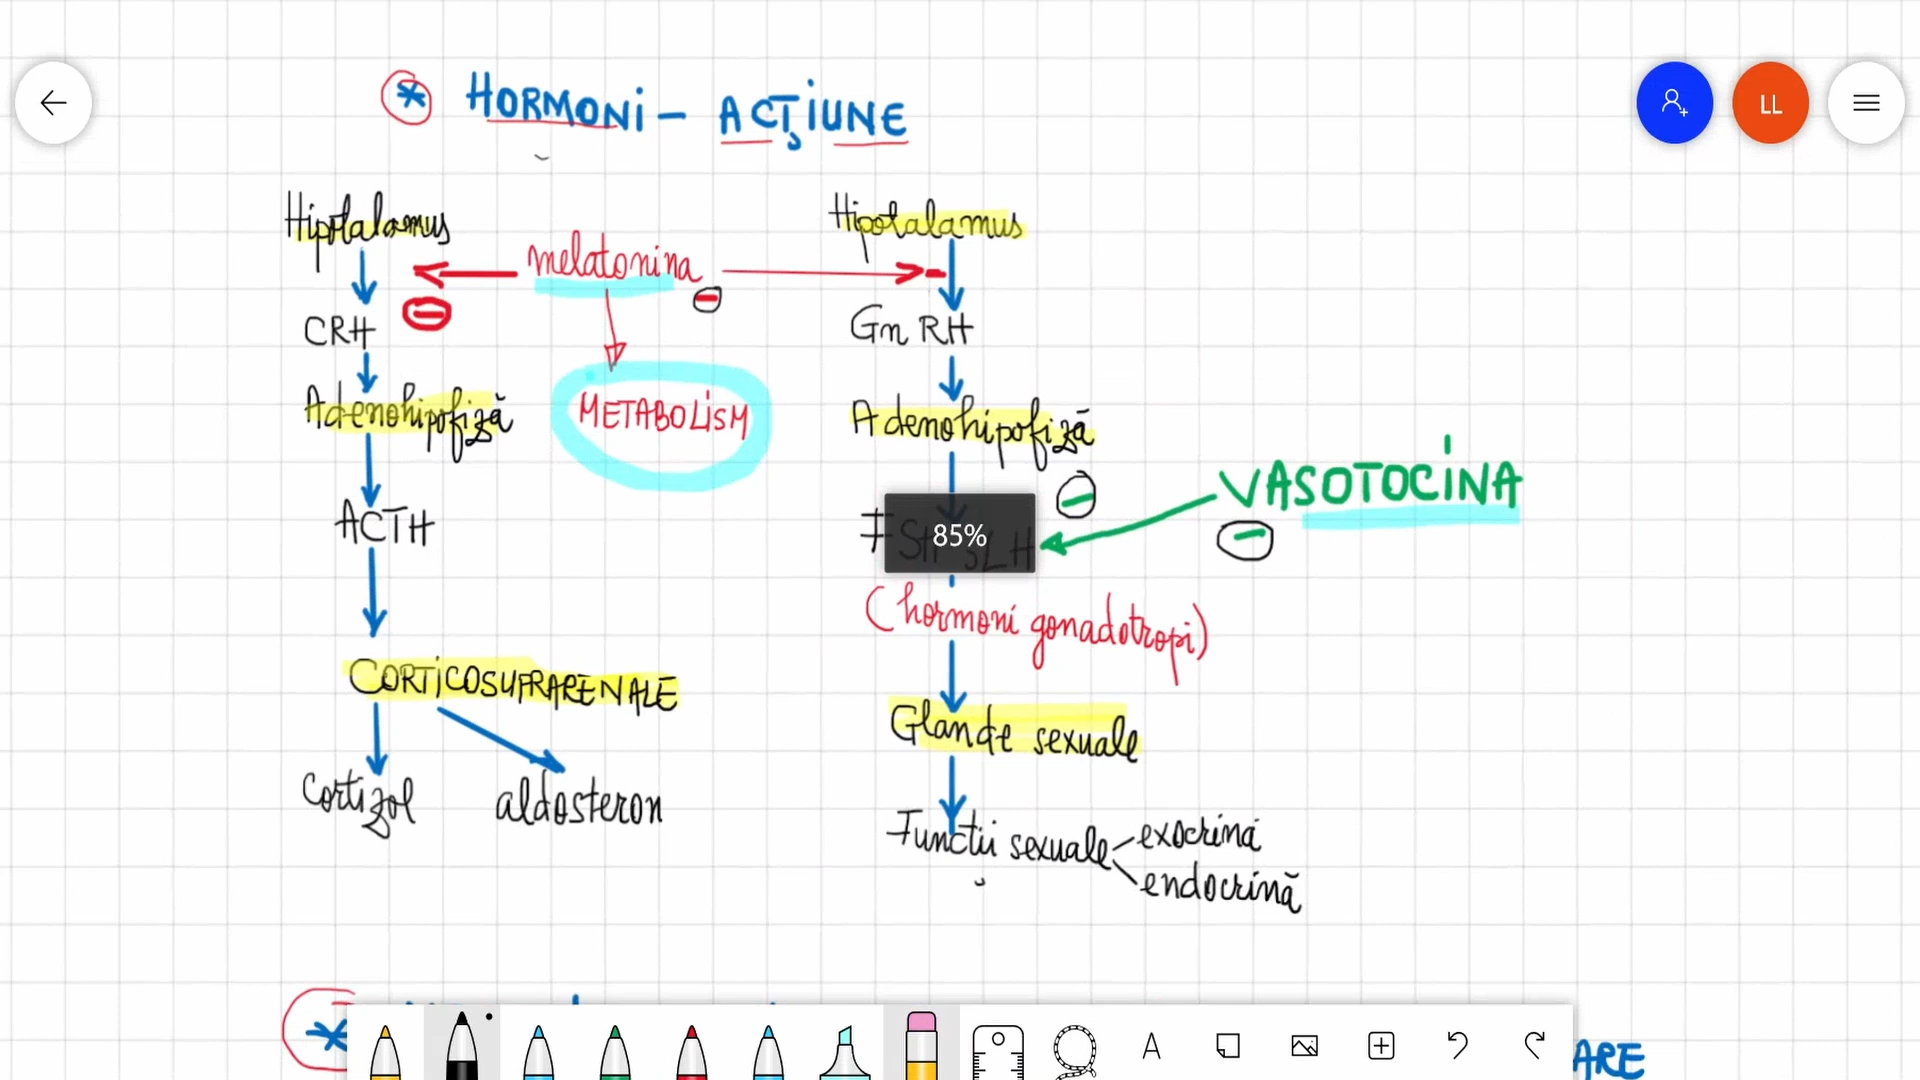 * HORMONI - ACȚIUNE
LL
Hipotalamus
melatonina
Hipotalamus
CRH
GnRH
METABOLISM
Adenohipofiză
Adenohipofiză
VASOTOCINA
ACTH
85%
(hormoni gonadotropi)
CORTICOSUPRARENALE
Glande sexuale
Cortizol
aldosteron
Funcții sexuale
exocrină
endocrină
*
ARE
A